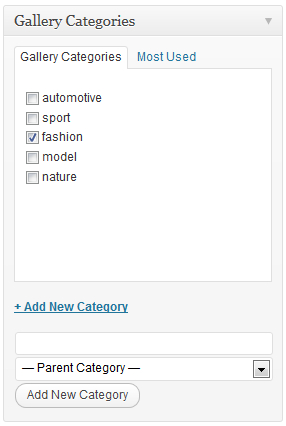 Gallery Categories
Gallery Categories Most Used
automotive
sport
fashion
model
nature
+ Add New Category
— Parent Category —
Add New Category